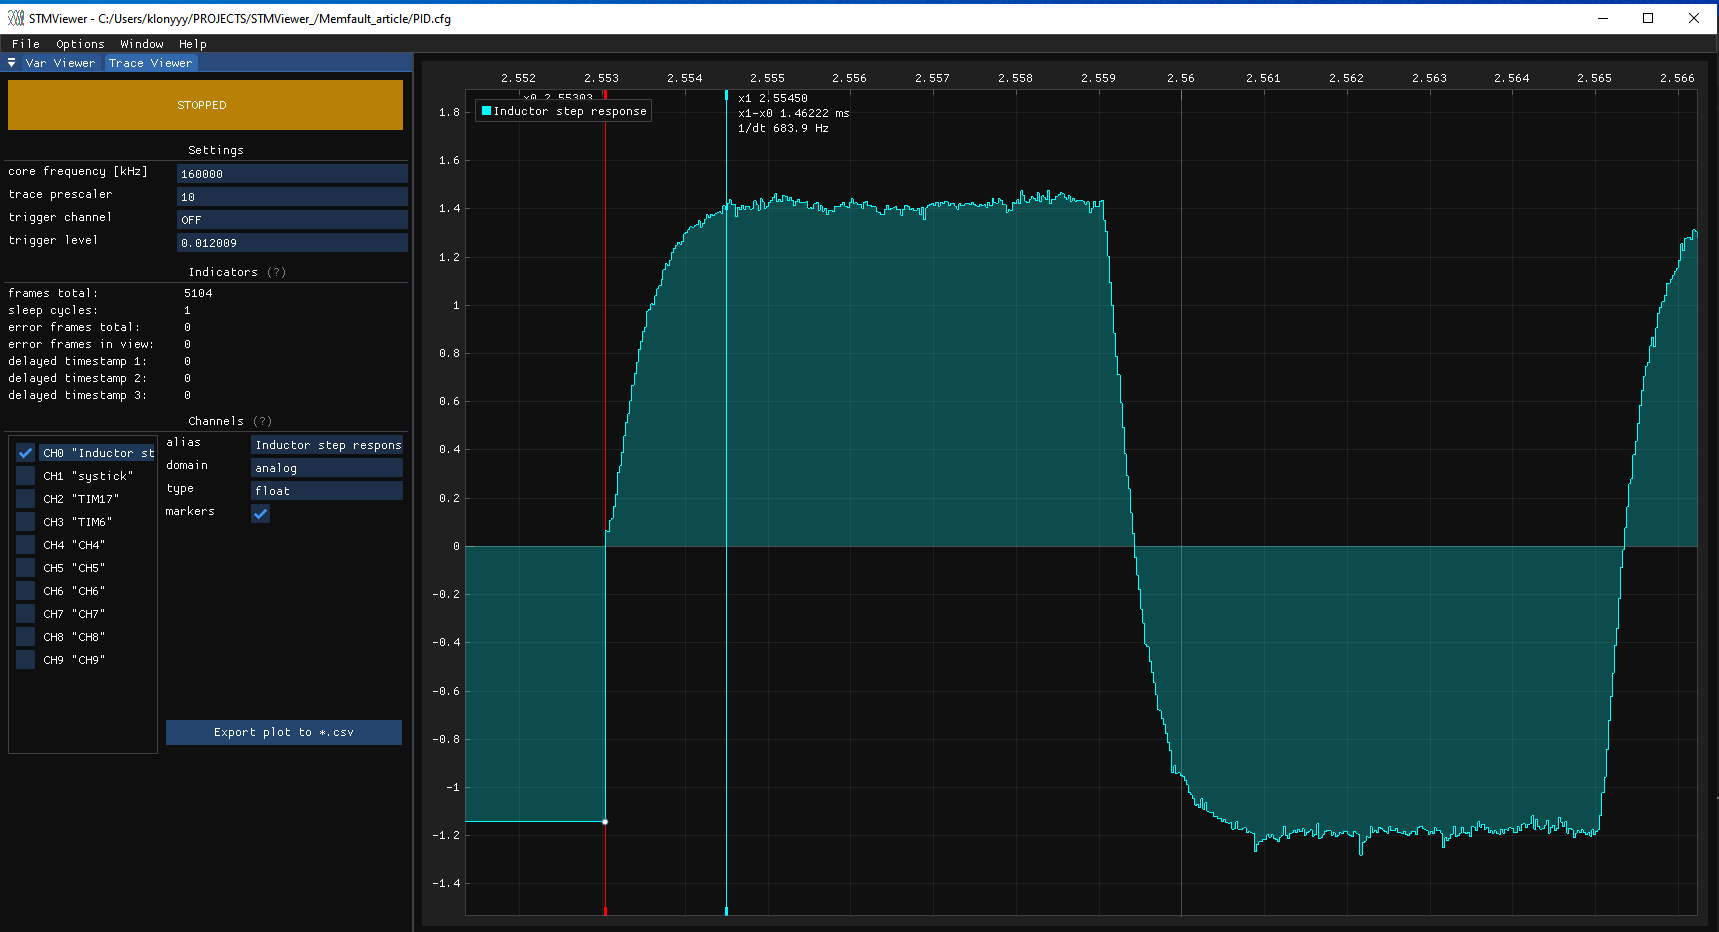 STMViewer - C:/Users/klonyyy/PROJECTS/STMViewer_/Memfault_article/PID.cfg
File Options Window Help
Var Viewer Trace Viewer
STOPPED
Settings
core frequency [kHz] 160000
trace prescaler 10
trigger channel OFF
trigger level 0.012009
Indicators (?)
frames total: 5104
sleep cycles: 1
error frames total: 0
error frames in view: 0
delayed timestamp 1: 0
delayed timestamp 2: 0
delayed timestamp 3: 0
Channels (?)
CH0 "Inductor st
CH1 "systick"
CH2 "TIM17"
CH3 "TIM6"
CH4 "CH4"
CH5 "CH5"
CH6 "CH6"
CH7 "CH7"
CH8 "CH8"
CH9 "CH9"
alias Inductor step respons
domain analog
type float
markers
Export plot to *.csv
2.552 2.553 2.554 2.555 2.556 2.557 2.558 2.559 2.56 2.561 2.562 2.563 2.564 2.565 2.566
x0 2.55303
Inductor step response
x1 2.55450
x1-x0 1.46222 ms
1/dt 683.9 Hz
1.8
1.6
1.4
1.2
1
0.8
0.6
0.4
0.2
0
-0.2
-0.4
-0.6
-0.8
-1
-1.2
-1.4